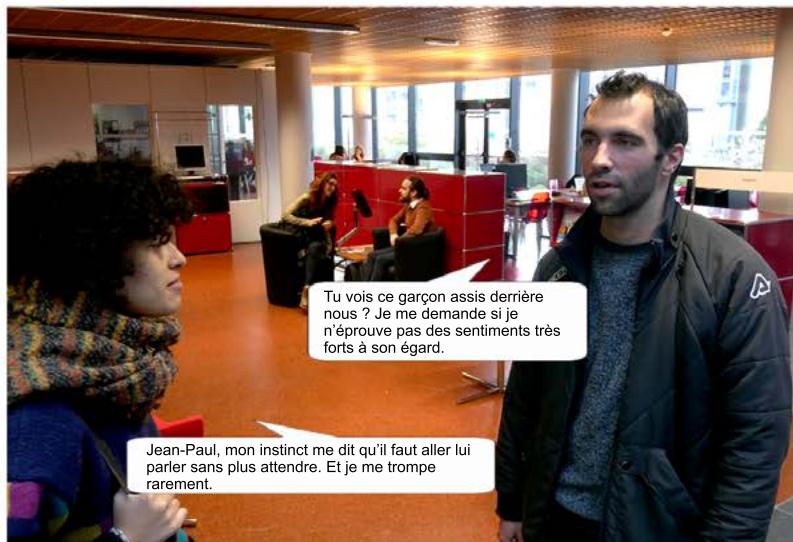 Tu vois ce garçon assis derrière
nous ? Je me demande si je
n'éprouve pas des sentiments très
forts à son égard.
Jean-Paul, mon instinct me dit qu'il faut aller lui
parler sans plus attendre. Et je me trompe
rarement.